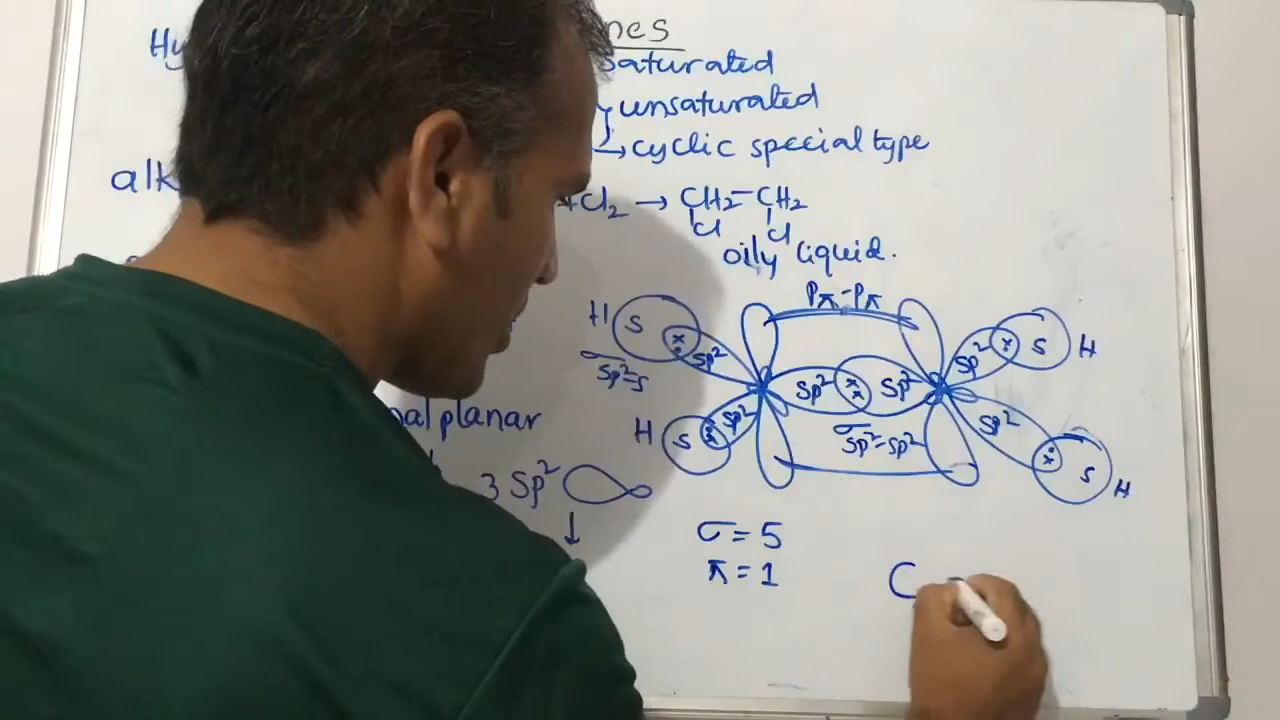 nes
Hy saturated
unsaturated
→ cyclic special type
alk +Cl2 → CH2-CH2
Cl Cl
oily liquid.
Pπ-Pπ
H S x sp² sp² x S H
σ sp²-s
sp² x x sp²
H S x sp² sp² x S H
σ sp²-sp²
al planar
3 sp²
↓
σ = 5
π = 1
C